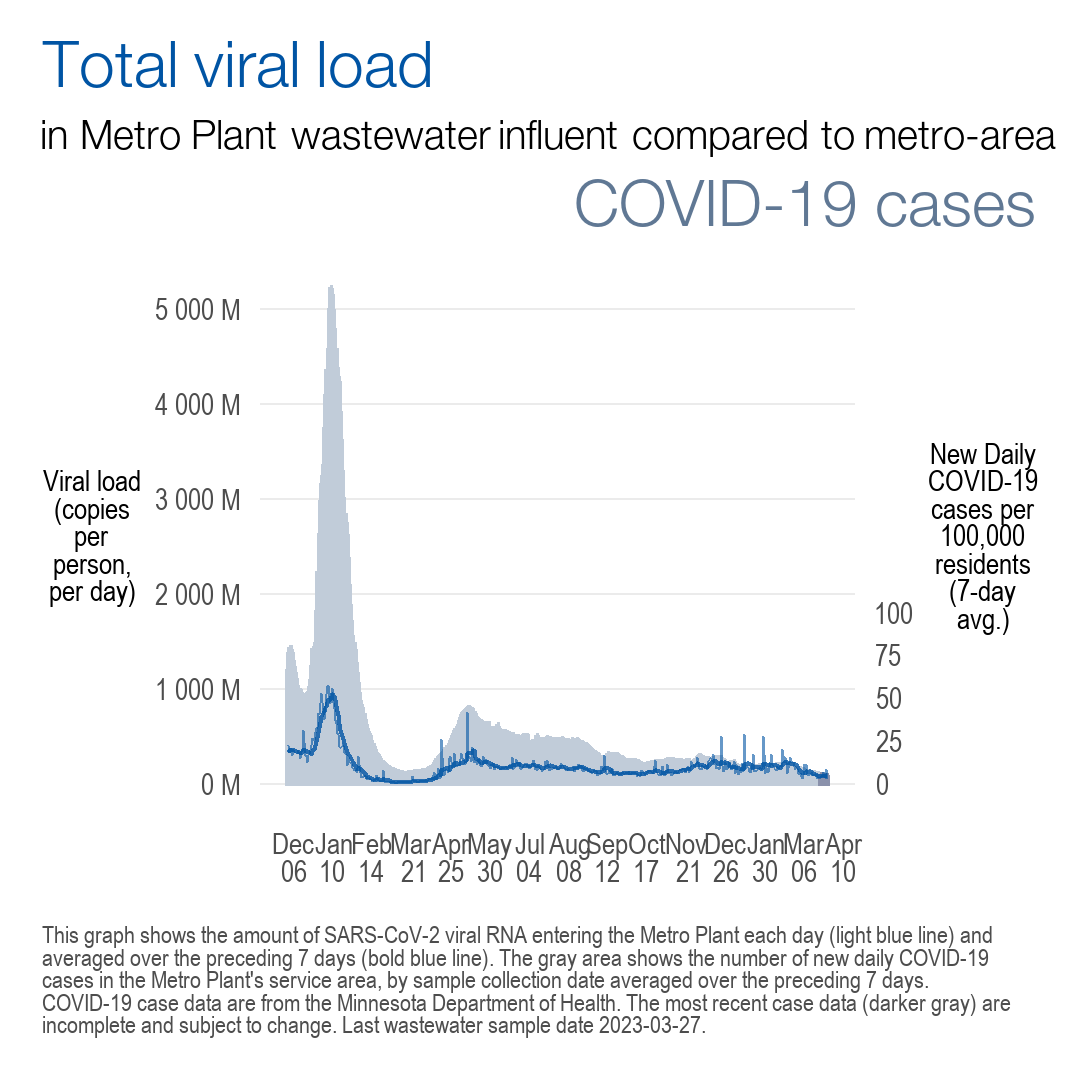 Total viral load
in Metro Plant wastewater influent compared to metro-area
COVID-19 cases
5 000 M
4 000 M
3 000 M
2 000 M
1 000 M
0 M
Viral load
(copies
per
person,
per day)
New Daily
COVID-19
cases per
100,000
residents
(7-day
avg.)
100
75
50
25
0
Dec Jan Feb Mar Apr May Jul Aug Sep Oct Nov Dec Jan Mar Apr
06 10 14 21 25 30 04 08 12 17 21 26 30 06 10
This graph shows the amount of SARS-CoV-2 viral RNA entering the Metro Plant each day (light blue line) and
averaged over the preceding 7 days (bold blue line). The gray area shows the number of new daily COVID-19
cases in the Metro Plant's service area, by sample collection date averaged over the preceding 7 days.
COVID-19 case data are from the Minnesota Department of Health. The most recent case data (darker gray) are
incomplete and subject to change. Last wastewater sample date 2023-03-27.